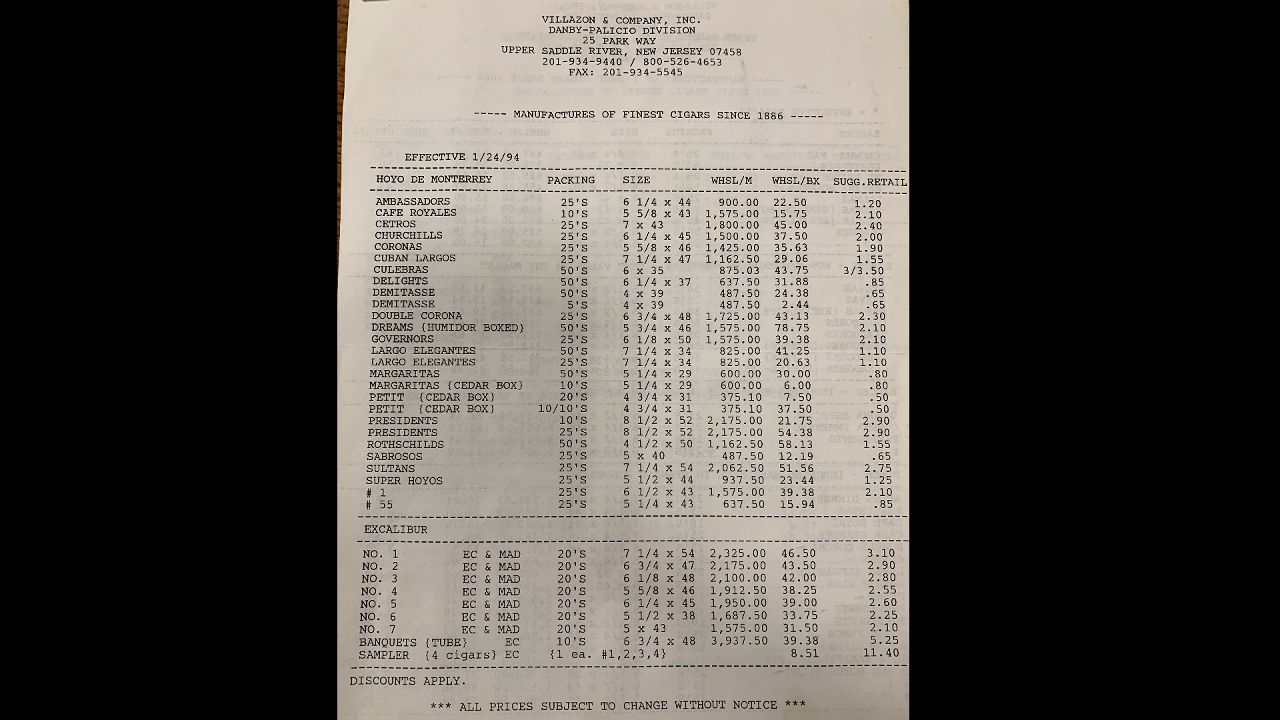 VILLAZON & COMPANY, INC.
DANBY-PALICIO DIVISION
25 PARK WAY
UPPER SADDLE RIVER, NEW JERSEY 07458
201-934-9440 / 800-526-4653
FAX: 201-934-5545
----- MANUFACTURES OF FINEST CIGARS SINCE 1886 -----
EFFECTIVE 1/24/94
HOYO DE MONTERREY PACKING SIZE WHSL/M WHSL/BX SUGG.RETAIL
AMBASSADORS 25'S 6 1/4 x 44 900.00 22.50 1.20
CAFE ROYALES 10'S 5 5/8 x 43 1,575.00 15.75 2.10
CETROS 25'S 7 x 43 1,800.00 45.00 2.40
CHURCHILLS 25'S 6 1/4 x 45 1,500.00 37.50 2.00
CORONAS 25'S 5 5/8 x 46 1,425.00 35.63 1.90
CUBAN LARGOS 25'S 7 1/4 x 47 1,162.50 29.06 1.55
CULEBRAS 50'S 6 x 35 875.03 43.75 3/3.50
DELIGHTS 50'S 6 1/4 x 37 637.50 31.88 .85
DEMITASSE 50'S 4 x 39 487.50 24.38 .65
DEMITASSE 5'S 4 x 39 487.50 2.44 .65
DOUBLE CORONA 25'S 6 3/4 x 48 1,725.00 43.13 2.30
DREAMS {HUMIDOR BOXED} 50'S 5 3/4 x 46 1,575.00 78.75 2.10
GOVERNORS 25'S 6 1/8 x 50 1,575.00 39.38 2.10
LARGO ELEGANTES 50'S 7 1/4 x 34 825.00 41.25 1.10
LARGO ELEGANTES 25'S 7 1/4 x 34 825.00 20.63 1.10
MARGARITAS 50'S 5 1/4 x 29 600.00 30.00 .80
MARGARITAS {CEDAR BOX} 10'S 5 1/4 x 29 600.00 6.00 .80
PETIT {CEDAR BOX} 20'S 4 3/4 x 31 375.10 7.50 .50
PETIT {CEDAR BOX} 10/10'S 4 3/4 x 31 375.10 37.50 .50
PRESIDENTS 10'S 8 1/2 x 52 2,175.00 21.75 2.90
PRESIDENTS 25'S 8 1/2 x 52 2,175.00 54.38 2.90
ROTHSCHILDS 50'S 4 1/2 x 50 1,162.50 58.13 1.55
SABROSOS 25'S 5 x 40 487.50 12.19 .65
SULTANS 25'S 7 1/4 x 54 2,062.50 51.56 2.75
SUPER HOYOS 25'S 5 1/2 x 44 937.50 23.44 1.25
# 1 25'S 6 1/2 x 43 1,575.00 39.38 2.10
# 55 25'S 5 1/4 x 43 637.50 15.94 .85
EXCALIBUR
NO. 1 EC & MAD 20'S 7 1/4 x 54 2,325.00 46.50 3.10
NO. 2 EC & MAD 20'S 6 3/4 x 47 2,175.00 43.50 2.90
NO. 3 EC & MAD 20'S 6 1/8 x 48 2,100.00 42.00 2.80
NO. 4 EC & MAD 20'S 5 5/8 x 46 1,912.50 38.25 2.55
NO. 5 EC & MAD 20'S 6 1/4 x 45 1,950.00 39.00 2.60
NO. 6 EC & MAD 20'S 5 1/2 x 38 1,687.50 33.75 2.25
NO. 7 EC & MAD 20'S 5 x 43 1,575.00 31.50 2.10
BANQUETS {TUBE} EC 10'S 6 3/4 x 48 3,937.50 39.38 5.25
SAMPLER {4 cigars} EC {1 ea. #1,2,3,4} 8.51 11.40
DISCOUNTS APPLY.
*** ALL PRICES SUBJECT TO CHANGE WITHOUT NOTICE ***